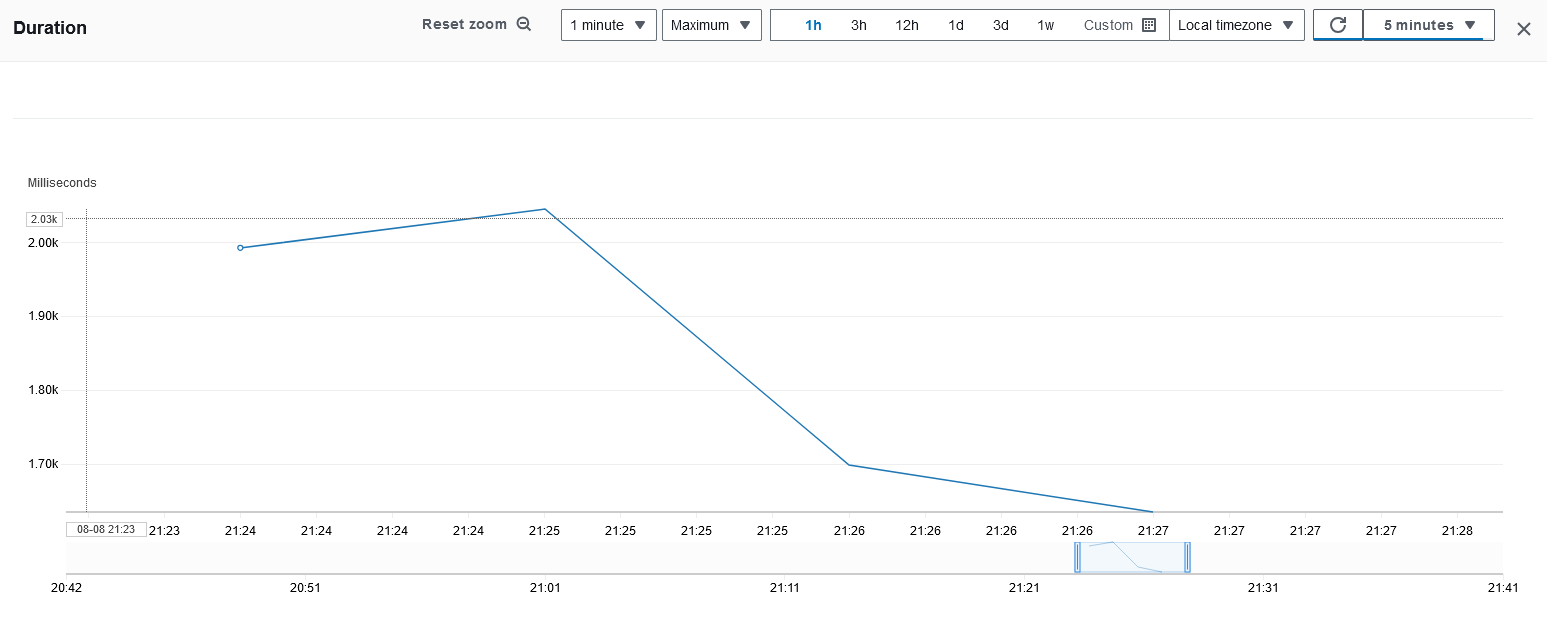 Duration
Reset zoom
1 minute
Maximum
1h 3h 12h 1d 3d 1w Custom
Local timezone
5 minutes
Milliseconds
2.03k
2.00k
1.90k
1.80k
1.70k
08-08 21:23 21:23 21:24 21:24 21:24 21:24 21:25 21:25 21:25 21:25 21:26 21:26 21:26 21:26 21:27 21:27 21:27 21:27 21:28
20:42 20:51 21:01 21:11 21:21 21:31 21:41